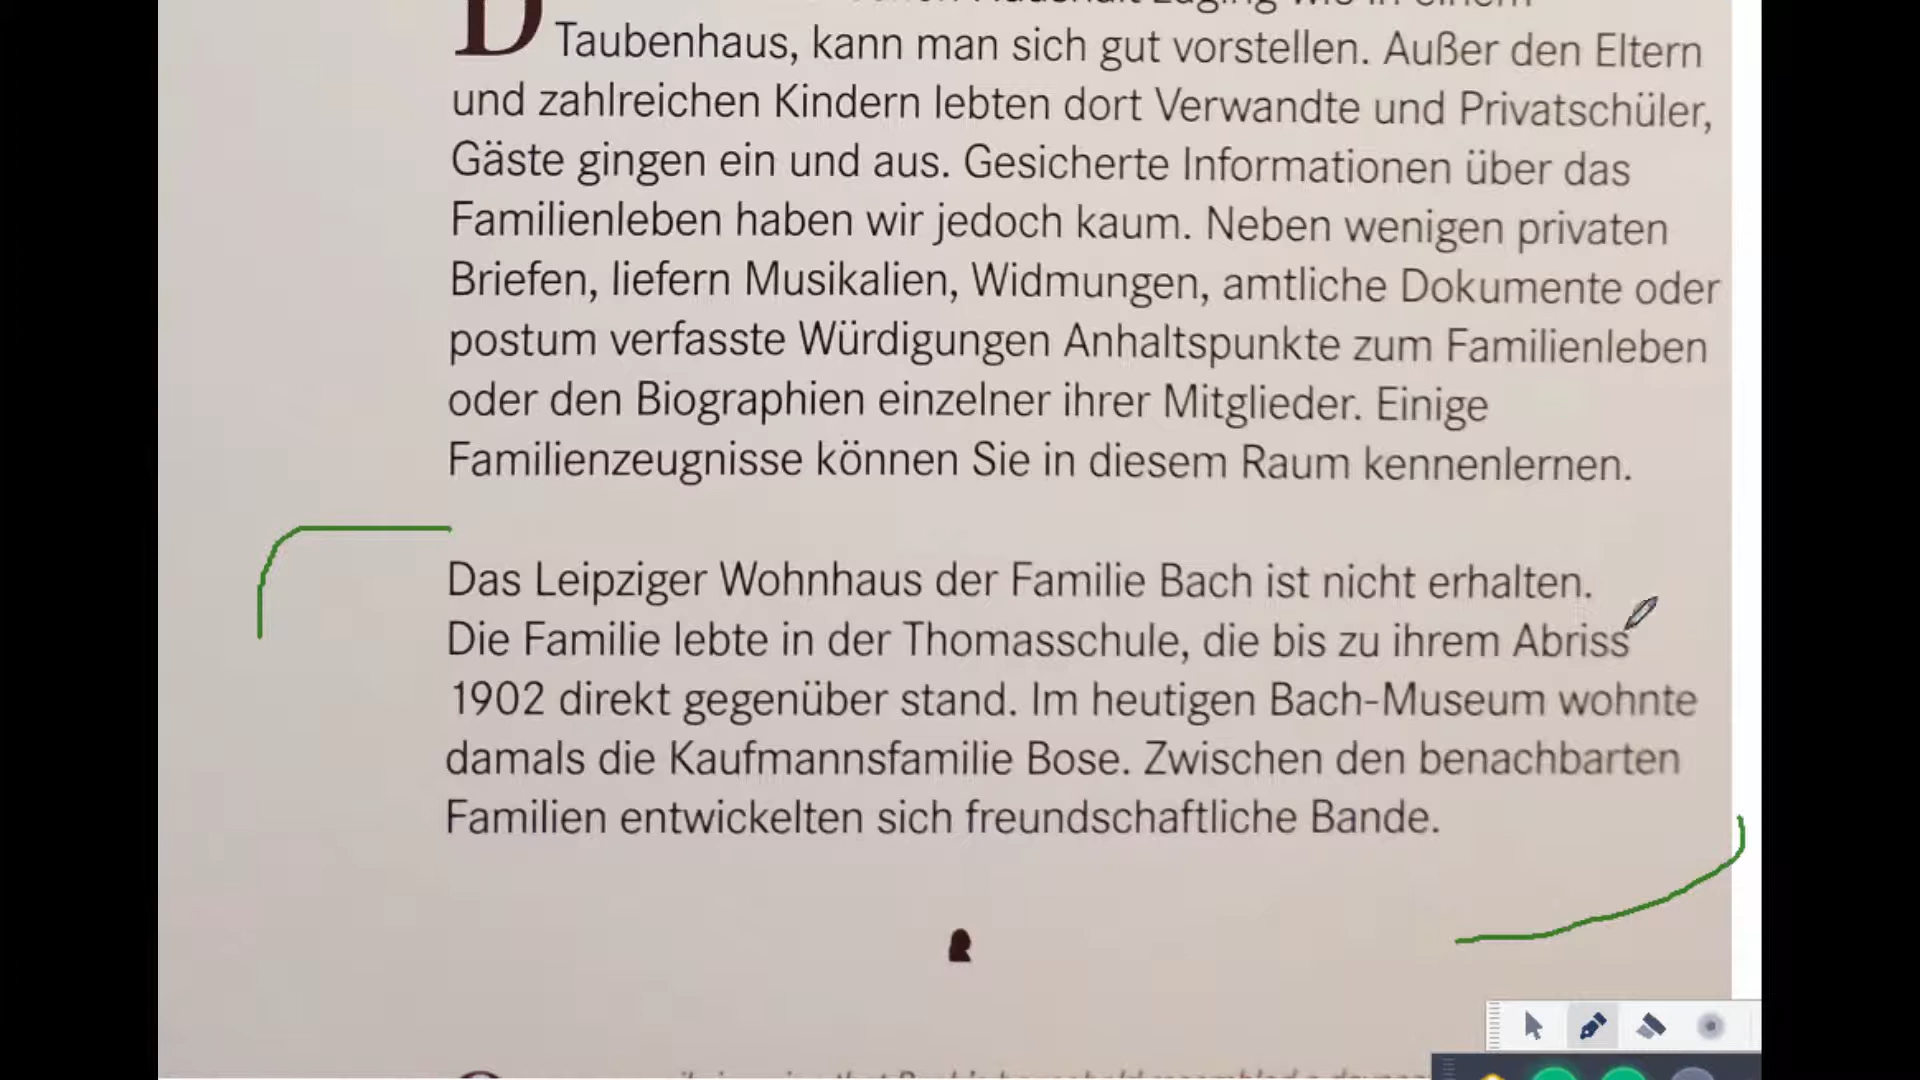 D
Taubenhaus, kann man sich gut vorstellen. Außer den Eltern
und zahlreichen Kindern lebten dort Verwandte und Privatschüler,
Gäste gingen ein und aus. Gesicherte Informationen über das
Familienleben haben wir jedoch kaum. Neben wenigen privaten
Briefen, liefern Musikalien, Widmungen, amtliche Dokumente oder
postum verfasste Würdigungen Anhaltspunkte zum Familienleben
oder den Biographien einzelner ihrer Mitglieder. Einige
Familienzeugnisse können Sie in diesem Raum kennenlernen.
Das Leipziger Wohnhaus der Familie Bach ist nicht erhalten.
Die Familie lebte in der Thomasschule, die bis zu ihrem Abriss
1902 direkt gegenüber stand. Im heutigen Bach-Museum wohnte
damals die Kaufmannsfamilie Bose. Zwischen den benachbarten
Familien entwickelten sich freundschaftliche Bande.